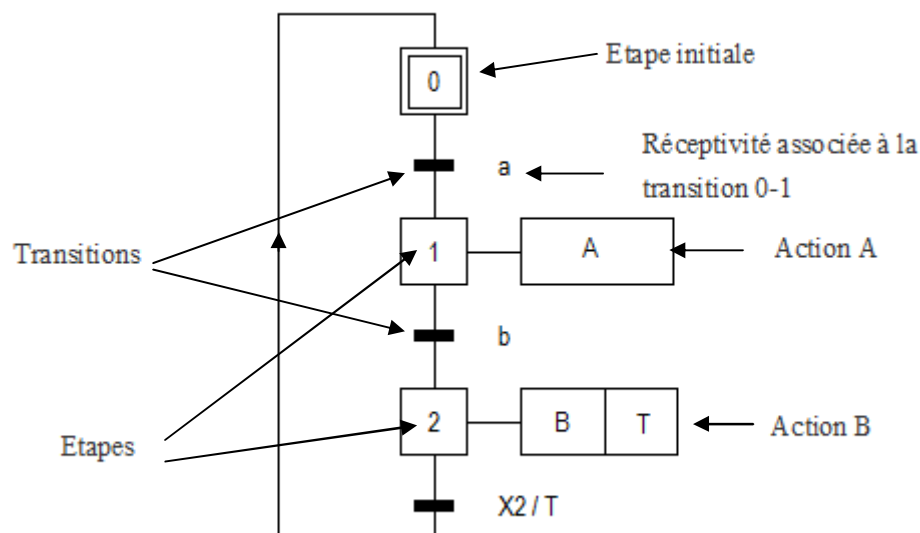 Etape initiale
0
Réceptivité associée à la
transition 0-1
a
Transitions
1
A
Action A
b
2
B
T
Action B
Etapes
X2 / T